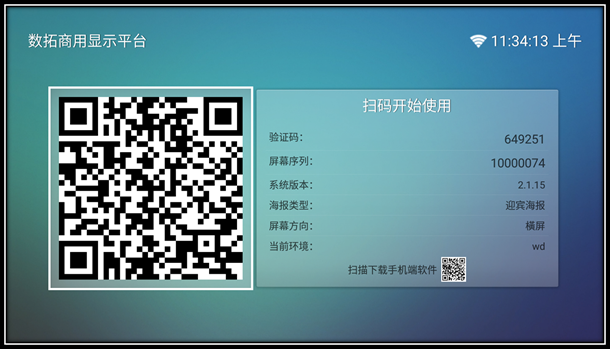 数拓商用显示平台
11:34:13 上午
扫码开始使用
验证码： 649251
屏幕序列： 10000074
系统版本： 2.1.15
海报类型： 迎宾海报
屏幕方向： 横屏
当前环境： wd
扫描下载手机端软件